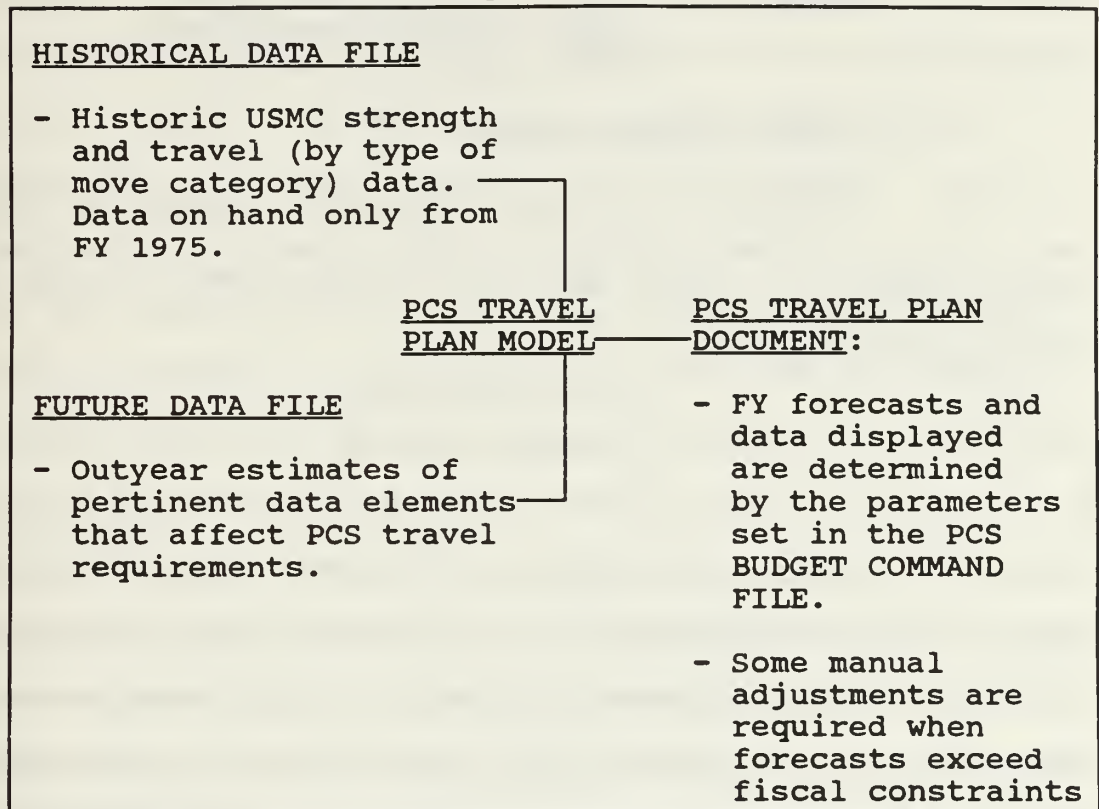 HISTORICAL DATA FILE
- Historic USMC strength
and travel (by type of
move category) data.
Data on hand only from
FY 1975.
PCS TRAVEL
PLAN MODEL
PCS TRAVEL PLAN
DOCUMENT:
FUTURE DATA FILE
- Outyear estimates of
pertinent data elements
that affect PCS travel
requirements.
- FY forecasts and
data displayed
are determined
by the parameters
set in the PCS
BUDGET COMMAND
FILE.
- Some manual
adjustments are
required when
forecasts exceed
fiscal constraints